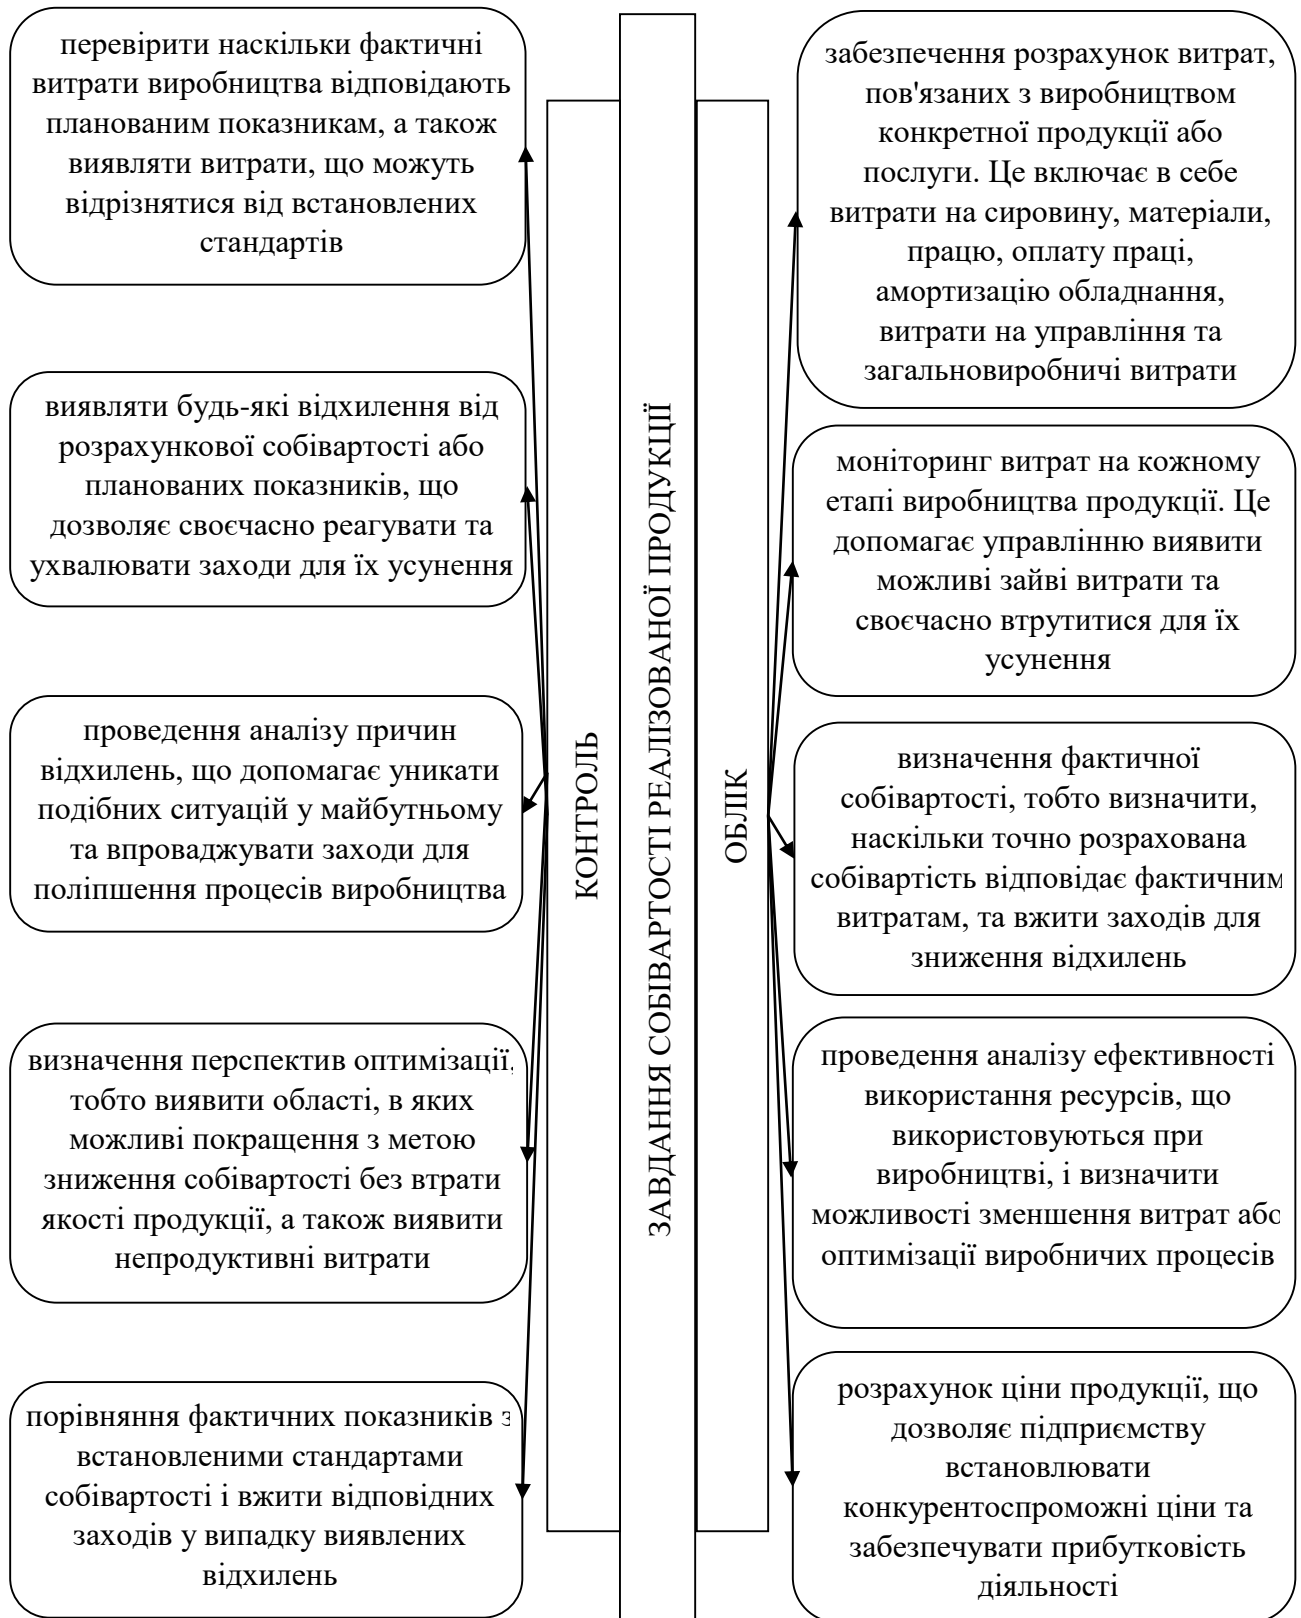 перевірити наскільки фактичні
витрати виробництва відповідають
планованим показникам, а також
виявляти витрати, що можуть
відрізнятися від встановлених
стандартів
виявляти будь-які відхилення від
розрахункової собівартості або
планованих показників, що
дозволяє своєчасно реагувати та
ухвалювати заходи для їх усунення
проведення аналізу причин
відхилень, що допомагає уникати
подібних ситуацій у майбутньому
та впроваджувати заходи для
поліпшення процесів виробництва
визначення перспектив оптимізації,
тобто виявити області, в яких
можливі покращення з метою
зниження собівартості без втрати
якості продукції, а також виявити
непродуктивні витрати
порівняння фактичних показників з
встановленими стандартами
собівартості і вжити відповідних
заходів у випадку виявлених
відхилень
КОНТРОЛЬ
ЗАВДАННЯ СОБІВАРТОСТІ РЕАЛІЗОВАНОЇ ПРОДУКЦІЇ
ОБЛІК
забезпечення розрахунок витрат,
пов'язаних з виробництвом
конкретної продукції або
послуги. Це включає в себе
витрати на сировину, матеріали,
працю, оплату праці,
амортизацію обладнання,
витрати на управління та
загальновиробничі витрати
моніторинг витрат на кожному
етапі виробництва продукції. Це
допомагає управлінню виявити
можливі зайві витрати та
своєчасно втрутитися для їх
усунення
визначення фактичної
собівартості, тобто визначити,
наскільки точно розрахована
собівартість відповідає фактичним
витратам, та вжити заходів для
зниження відхилень
проведення аналізу ефективності
використання ресурсів, що
використовуються при
виробництві, і визначити
можливості зменшення витрат або
оптимізації виробничих процесів
розрахунок ціни продукції, що
дозволяє підприємству
встановлювати
конкурентоспроможні ціни та
забезпечувати прибутковість
діяльності